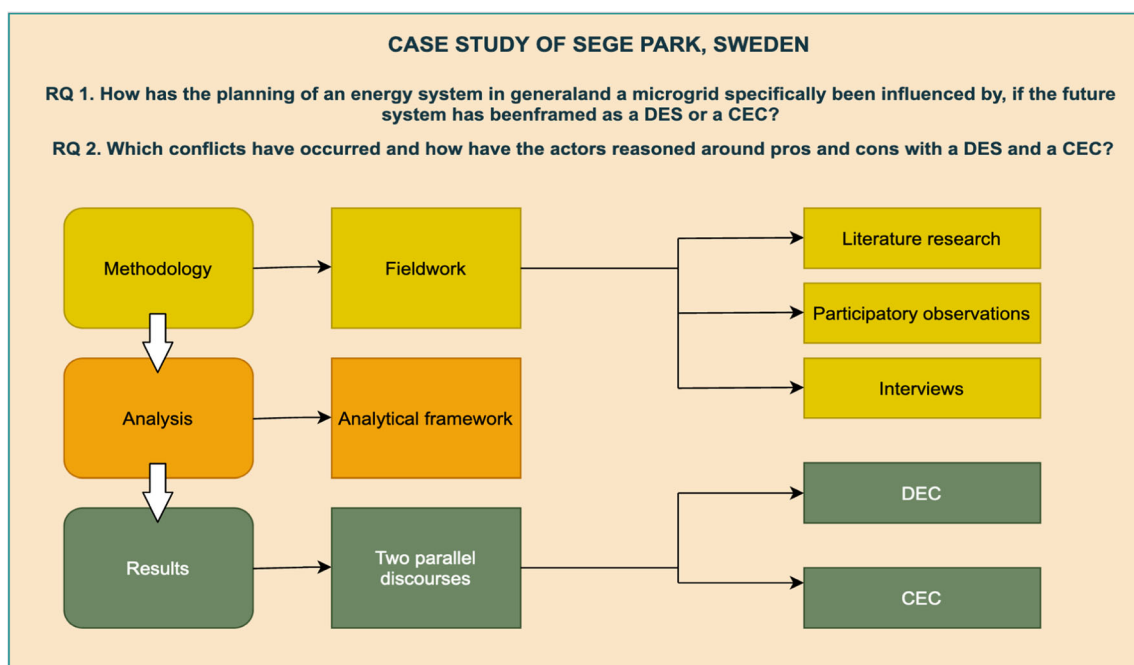 CASE STUDY OF SEGE PARK, SWEDEN
RQ 1. How has the planning of an energy system in generaland a microgrid specifically been influenced by, if the future
system has beenframed as a DES or a CEC?
RQ 2. Which conflicts have occurred and how have the actors reasoned around pros and cons with a DES and a CEC?
Methodology
Fieldwork
Literature research
Participatory observations
Interviews
Analysis
Analytical framework
Results
Two parallel
discourses
DEC
CEC